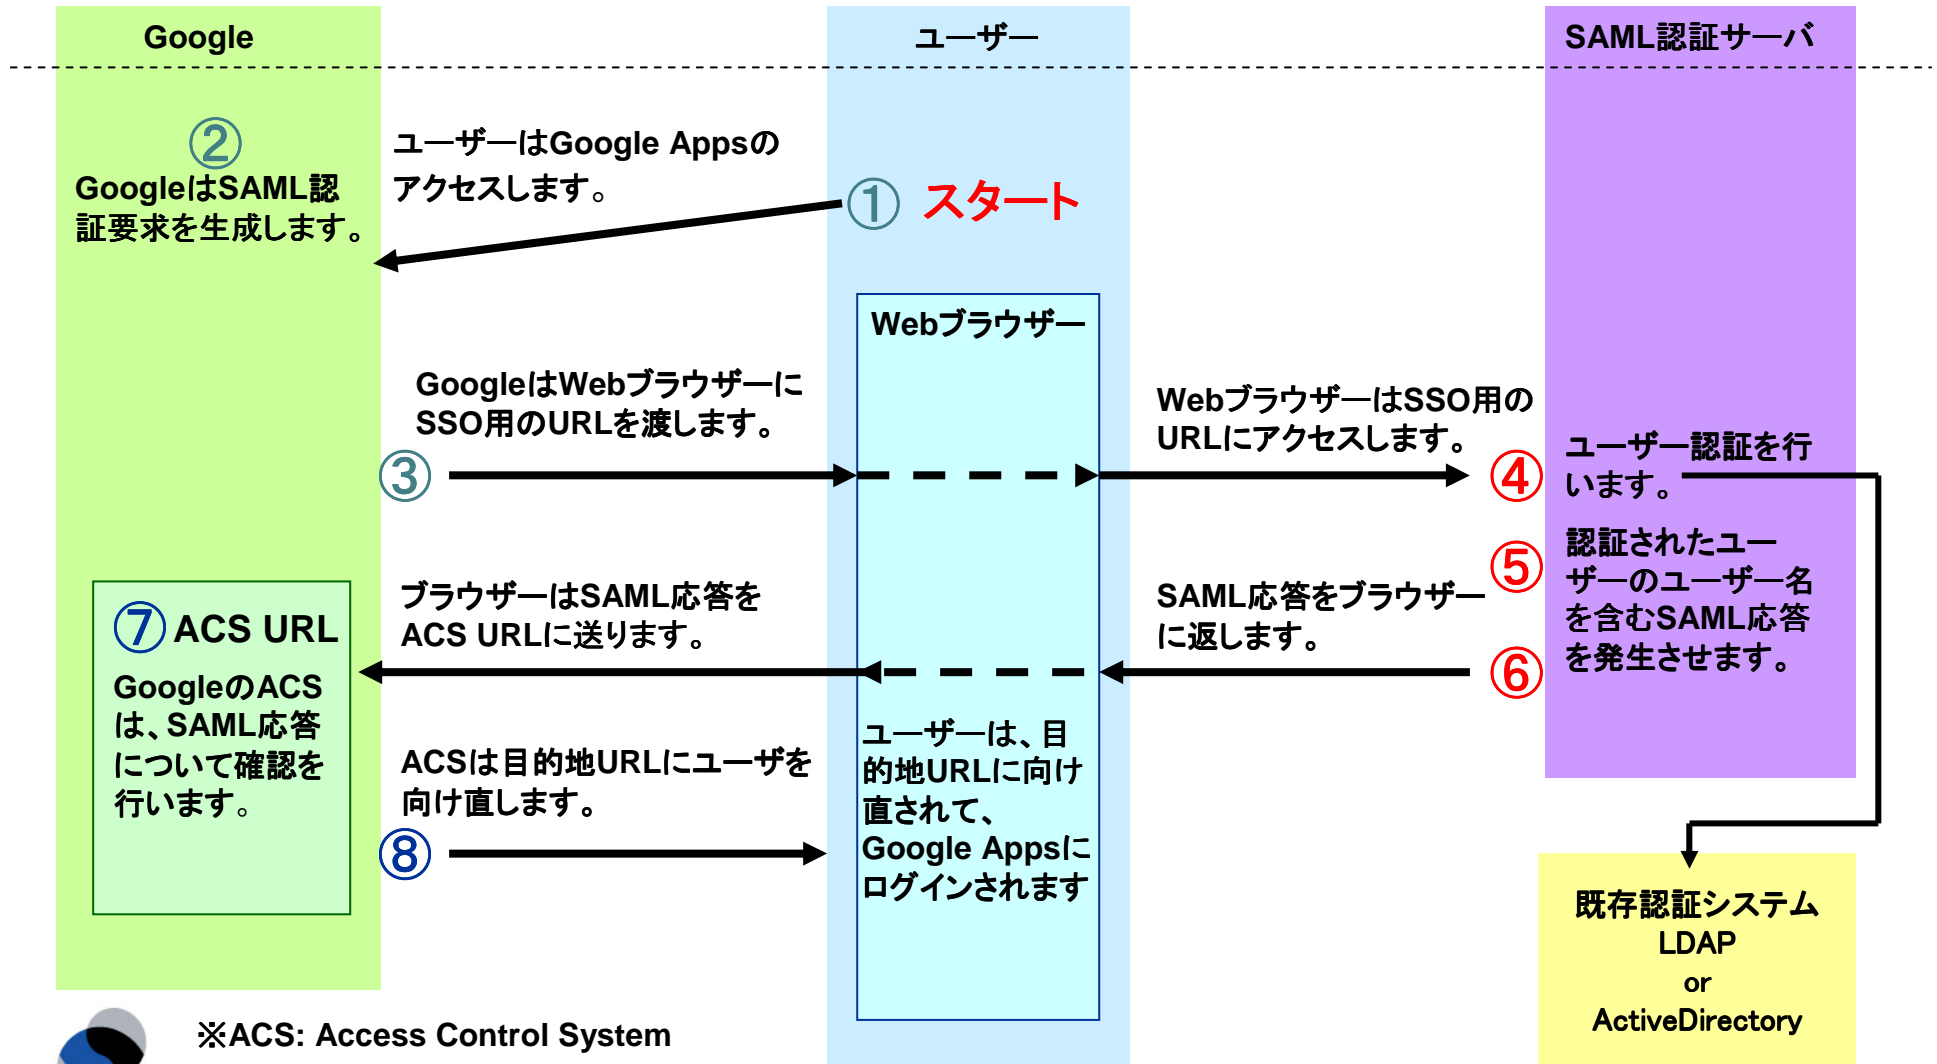 Google
ユーザー
SAML認証サーバ
②
GoogleはSAML認
証要求を生成します。
ユーザーはGoogle Appsの
アクセスします。
① スタート
Webブラウザー
GoogleはWebブラウザーに
SSO用のURLを渡します。
③
WebブラウザーはSSO用の
URLにアクセスします。
④
ユーザー認証を行
います。
⑤
認証されたユー
ザーのユーザー名
を含むSAML応答
を発生させます。
SAML応答をブラウザー
に返します。
⑥
ブラウザーはSAML応答を
ACS URLに送ります。
⑦ ACS URL
GoogleのACS
は、SAML応答
について確認を
行います。
ACSは目的地URLにユーザを
向け直します。
⑧
ユーザーは、目
的地URLに向け
直されて、
Google Appsに
ログインされます
既存認証システム
LDAP
or
ActiveDirectory
※ACS: Access Control System